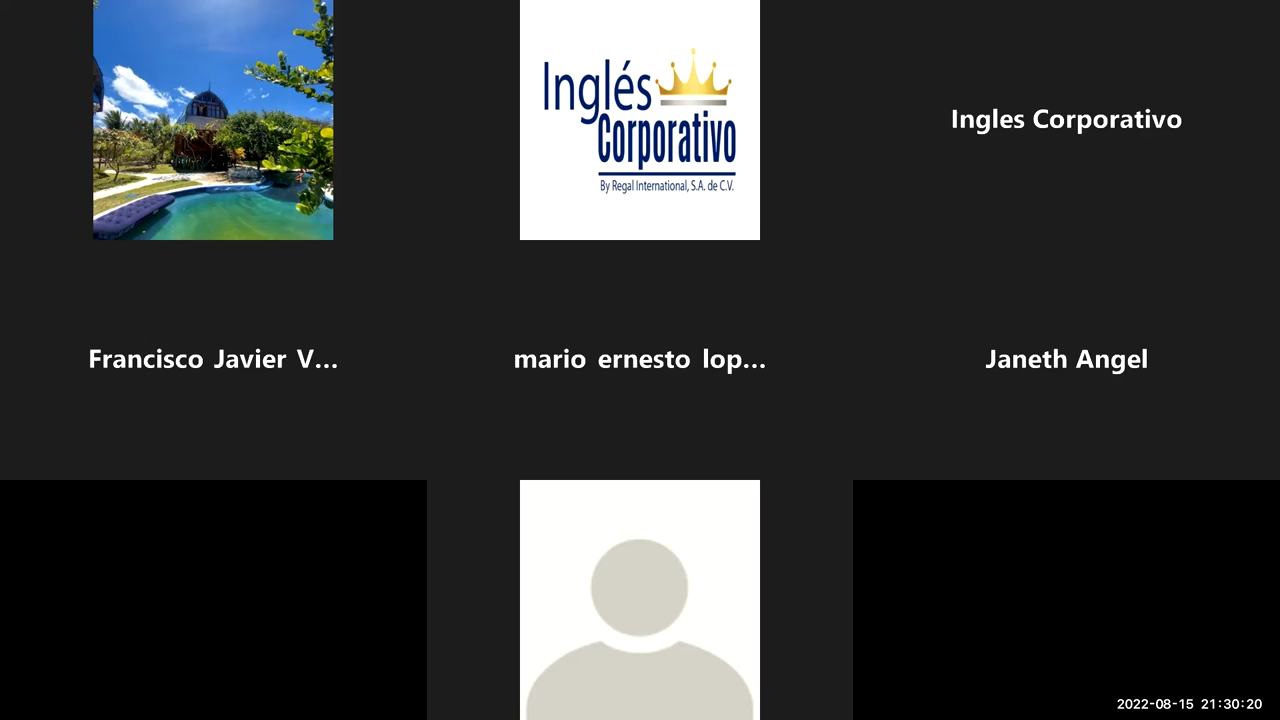 Inglés
Corporativo
By Regal International, S.A. de C.V.
Ingles Corporativo
Francisco Javier V...
mario ernesto lop...
Janeth Angel
2022-08-15 21:30:20